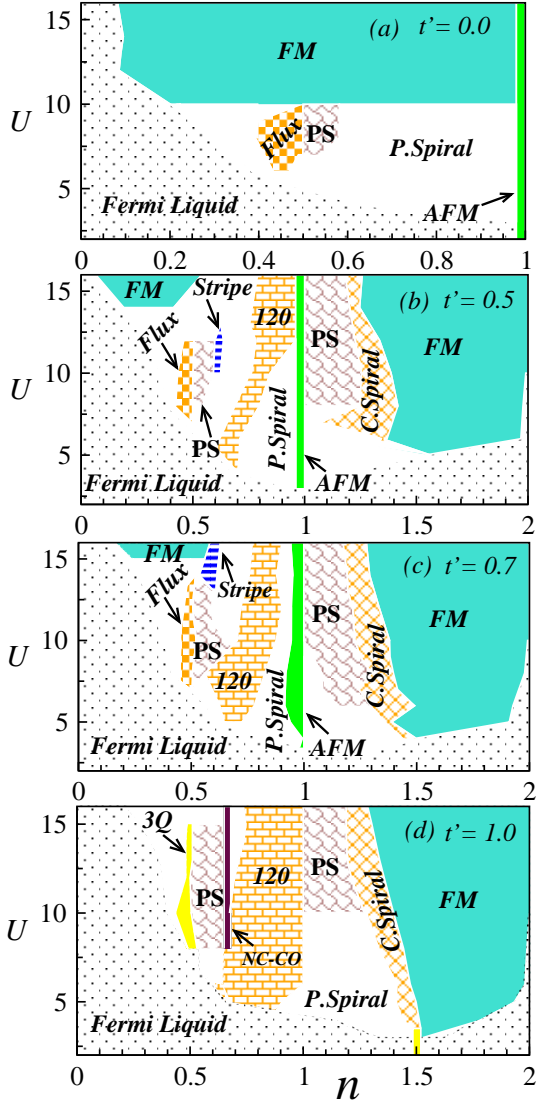 15
(a) t' = 0.0
FM
10
U
Flux
PS
P.Spiral
5
Fermi Liquid
AFM
0 0.2 0.4 0.6 0.8 1
15
FM
Stripe
(b) t' = 0.5
120
Flux
PS
FM
10
U
C.Spiral
PS
P.Spiral
5
Fermi Liquid
AFM
0 0.5 1 1.5 2
15
FM
(c) t' = 0.7
Flux
Stripe
PS
FM
10
U
PS
120
P.Spiral
C.Spiral
5
Fermi Liquid
AFM
0 0.5 1 1.5 2
3Q
(d) t' = 1.0
15
PS
120
PS
FM
10
U
C.Spiral
NC-CO
P.Spiral
5
Fermi Liquid
0.5 1 1.5 2
n